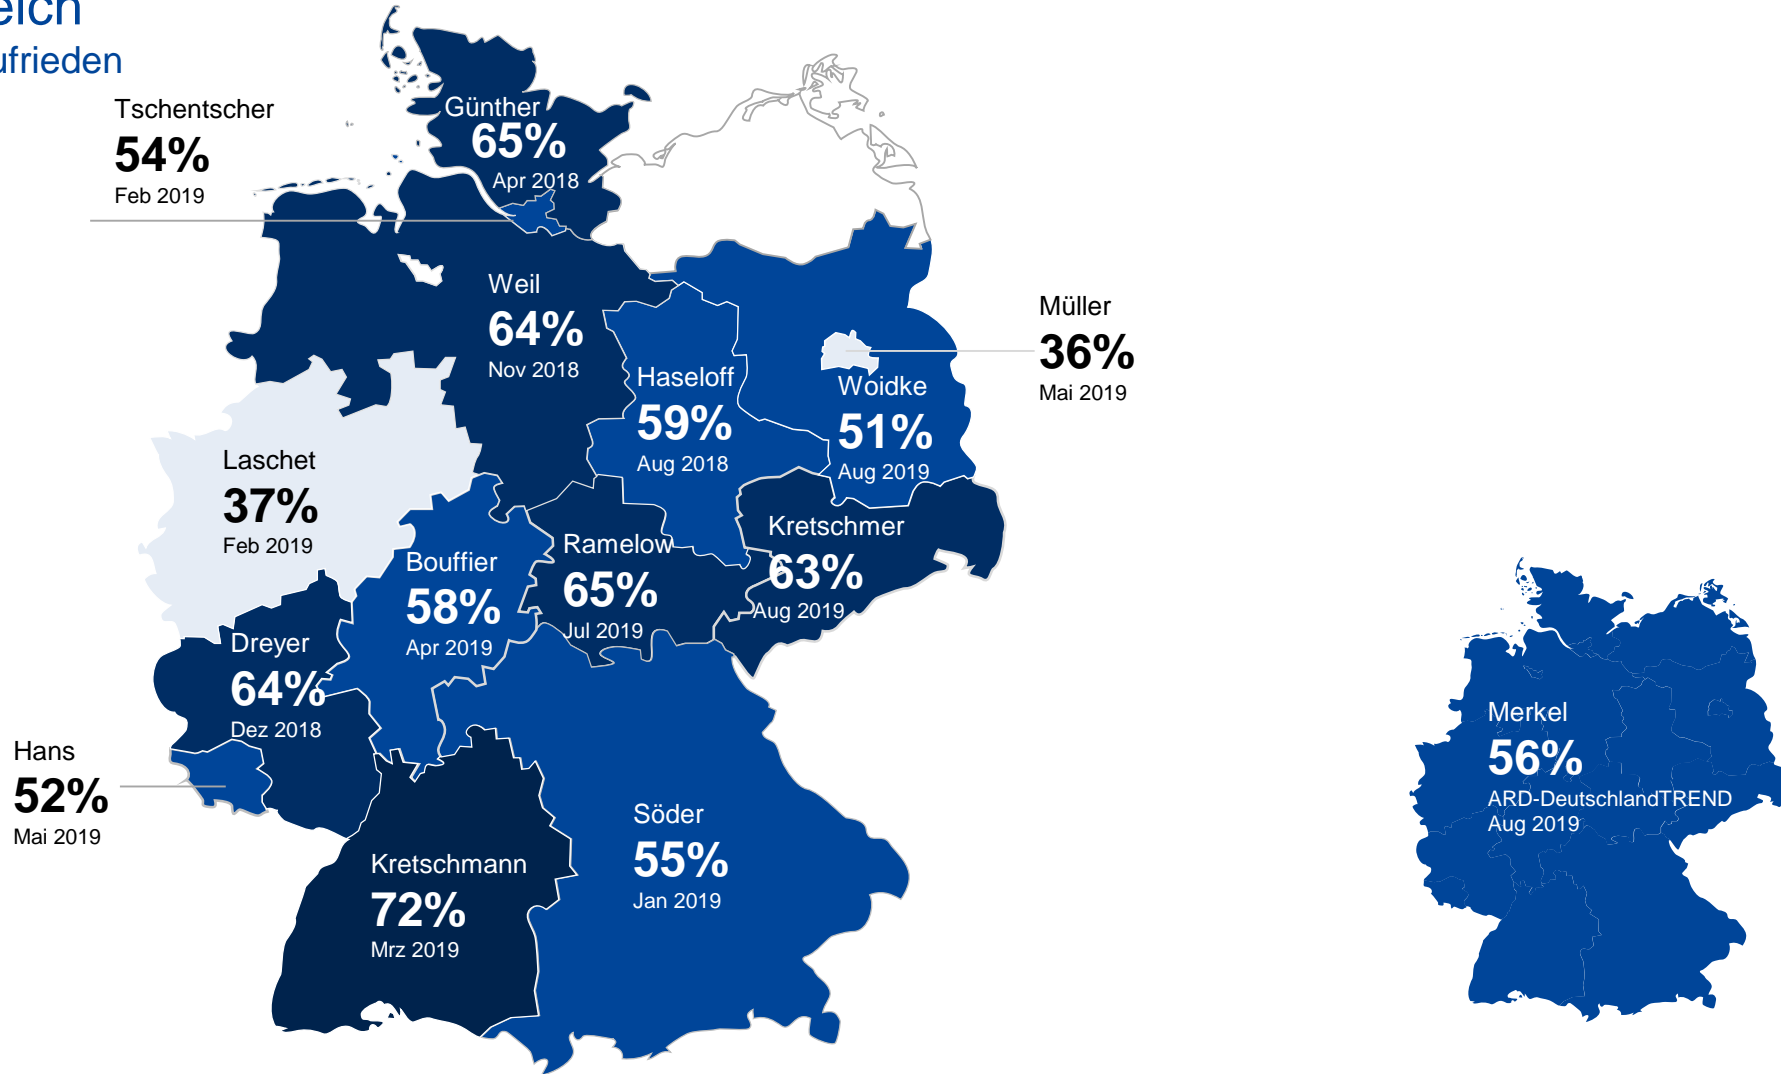 eich
ufrieden
Tschentscher
54%
Feb 2019
Günther
65%
Apr 2018
Weil
64%
Nov 2018
Müller
36%
Mai 2019
Haseloff
59%
Aug 2018
Woidke
51%
Aug 2019
Laschet
37%
Feb 2019
Bouffier
58%
Apr 2019
Ramelow
65%
Jul 2019
Kretschmer
63%
Aug 2019
Dreyer
64%
Dez 2018
Hans
52%
Mai 2019
Kretschmann
72%
Mrz 2019
Söder
55%
Jan 2019
Merkel
56%
ARD-DeutschlandTREND
Aug 2019